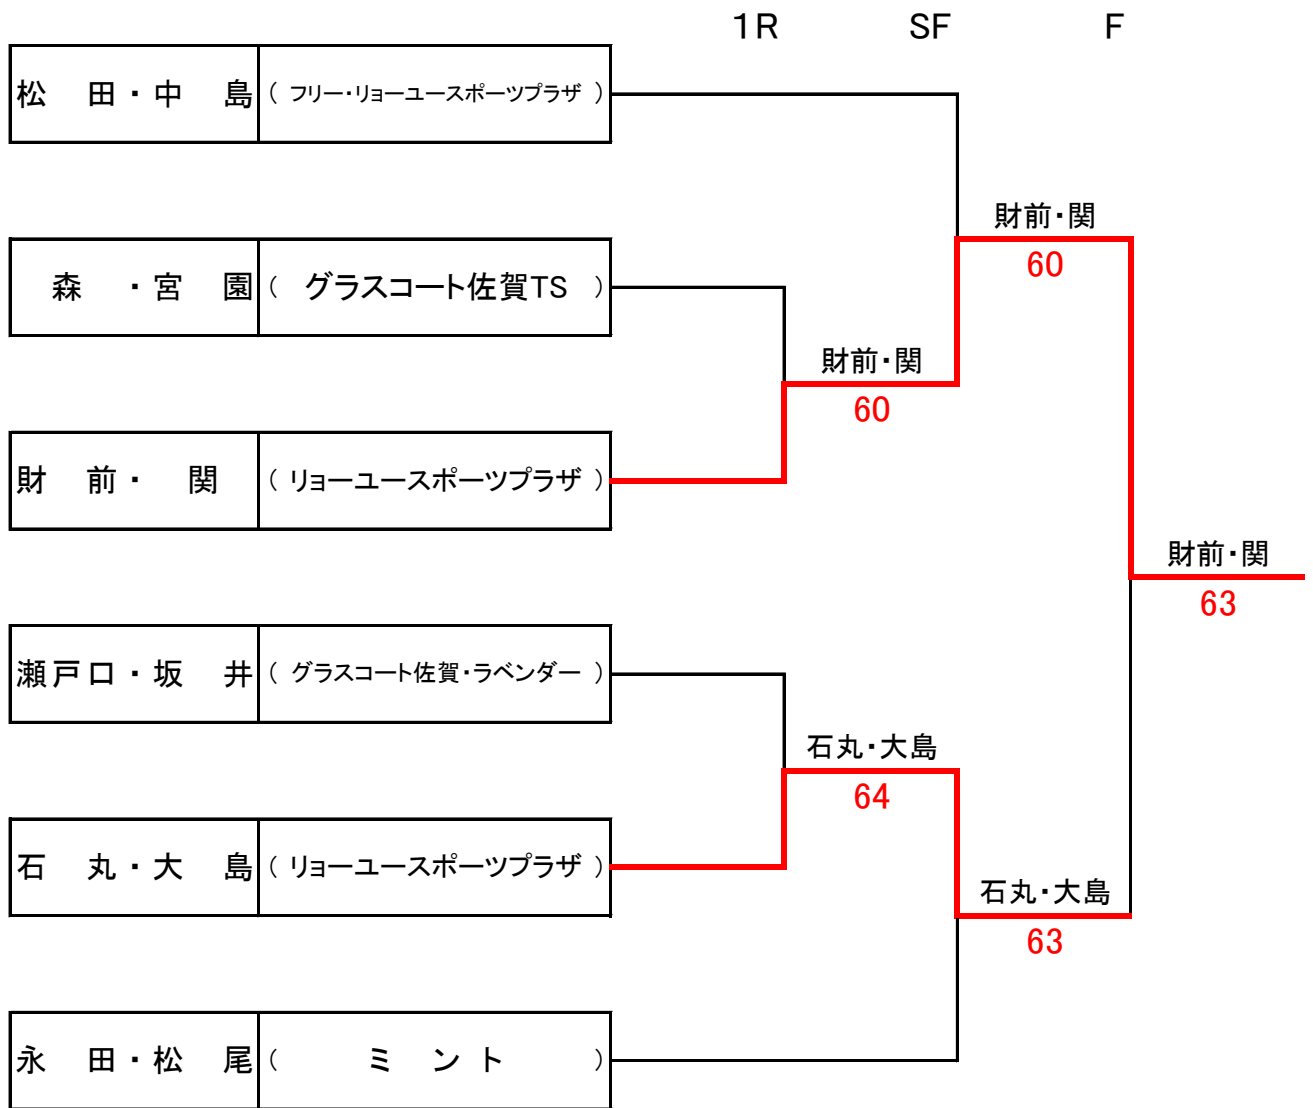 1R SF F
松 田・中 島 ( フリー・リョーユースポーツプラザ )
財前・関
60
森 ・宮 園 ( グラスコート佐賀TS )
財前・関
60
財 前・ 関 ( リョーユースポーツプラザ )
財前・関
63
瀬戸口・坂 井 ( グラスコート佐賀・ラベンダー )
石丸・大島
64
石 丸・大 島 ( リョーユースポーツプラザ )
石丸・大島
63
永 田・松 尾 ( ミ ン ト )